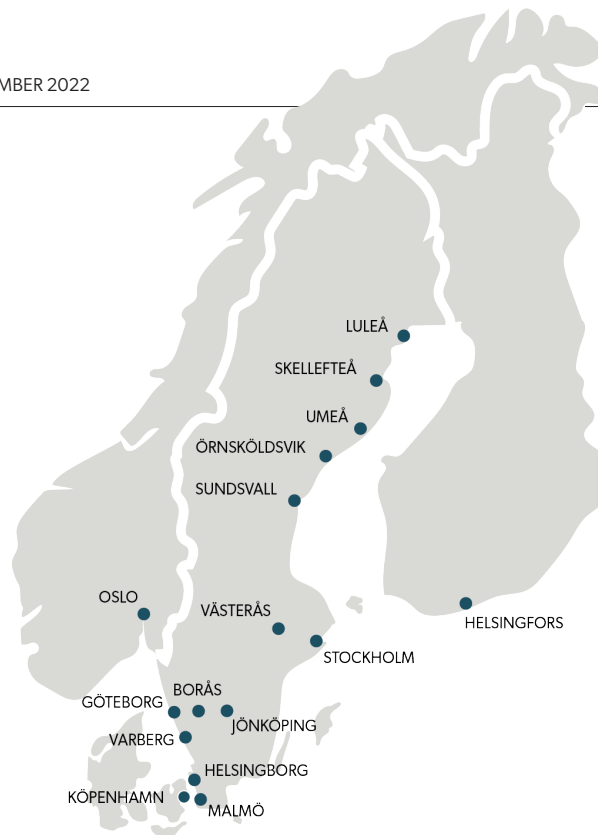 MBER 2022
LULEÅ
SKELLEFTEÅ
UMEÅ
ÖRNSKÖLDSVIK
SUNDSVALL
OSLO
VÄSTERÅS
HELSINGFORS
STOCKHOLM
BORÅS
GÖTEBORG
JÖNKÖPING
VARBERG
HELSINGBORG
KÖPENHAMN
MALMÖ